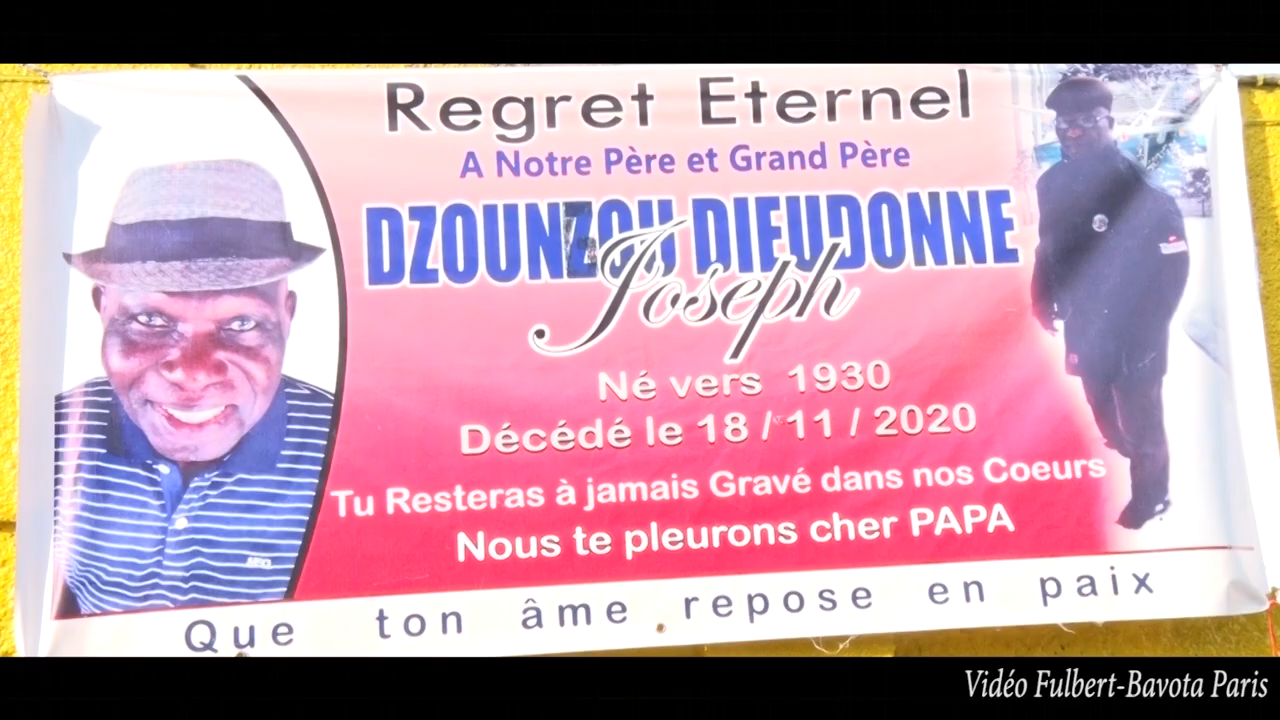 Regret Eternel
A Notre Père et Grand Père
DZOUNZOU DIEUDONNE
Joseph
Né vers 1930
Décédé le 18 / 11 / 2020
Tu Resteras à jamais Gravé dans nos Coeurs
Nous te pleurons cher PAPA
Que ton âme repose en paix
Vidéo Fulbert-Bavota Paris